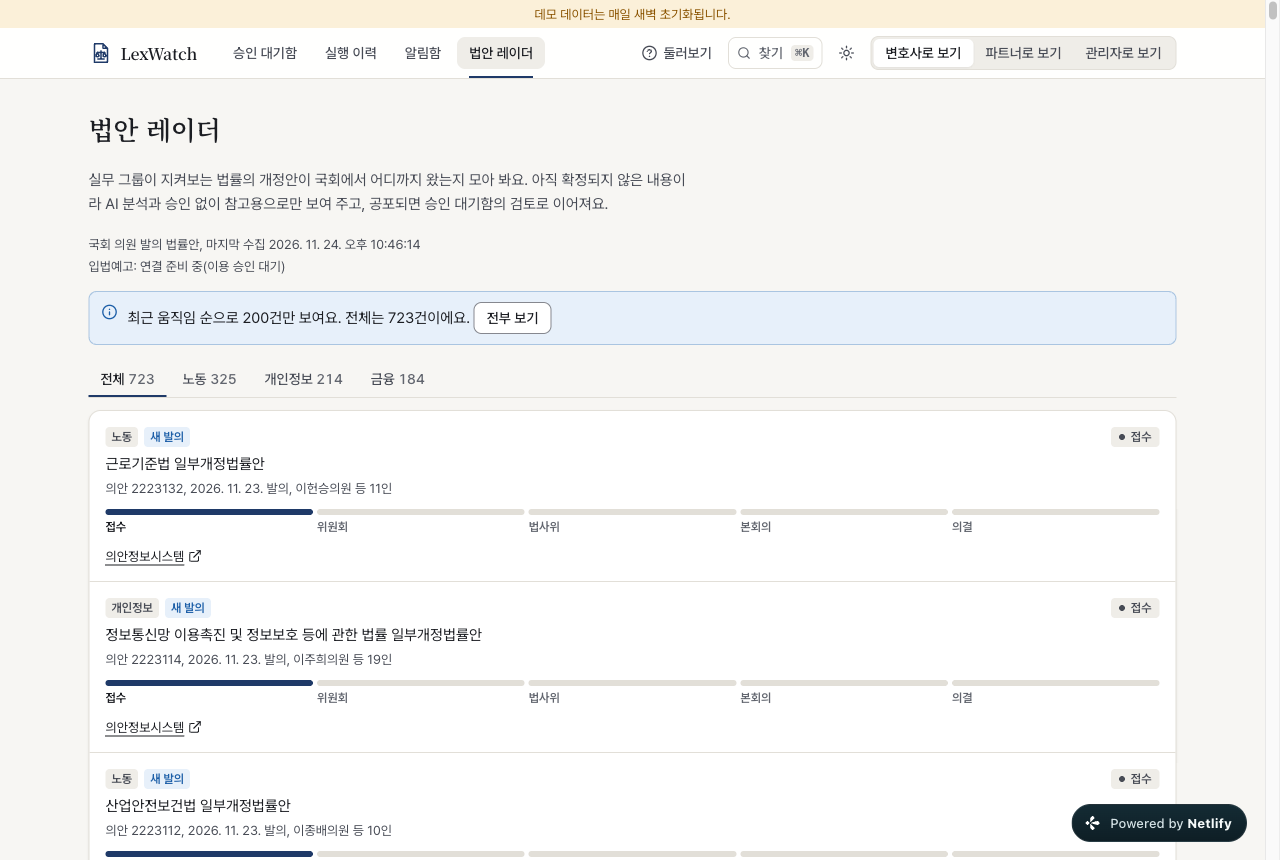 데모 데이터는 매일 새벽 초기화됩니다.
LexWatch 승인 대기함 실행 이력 알림함 법안 레이더 둘러보기 찾기 ⌘K 변호사로 보기 파트너로 보기 관리자로 보기
법안 레이더
실무 그룹이 지켜보는 법률의 개정안이 국회에서 어디까지 왔는지 모아 봐요. 아직 확정되지 않은 내용이
라 AI 분석과 승인 없이 참고용으로만 보여 주고, 공포되면 승인 대기함의 검토로 이어져요.
국회 의원 발의 법률안, 마지막 수집 2026. 11. 24. 오후 10:46:14
입법예고: 연결 준비 중(이용 승인 대기)
최근 움직임 순으로 200건만 보여요. 전체는 723건이에요. 전부 보기
전체 723 노동 325 개인정보 214 금융 184
노동 새 발의 접수
근로기준법 일부개정법률안
의안 2223132, 2026. 11. 23. 발의, 이헌승의원 등 11인
접수 위원회 법사위 본회의 의결
의안정보시스템
개인정보 새 발의 접수
정보통신망 이용촉진 및 정보보호 등에 관한 법률 일부개정법률안
의안 2223114, 2026. 11. 23. 발의, 이주희의원 등 19인
접수 위원회 법사위 본회의 의결
의안정보시스템
노동 새 발의 접수
산업안전보건법 일부개정법률안
의안 2223112, 2026. 11. 23. 발의, 이종배의원 등 10인
Powered by Netlify